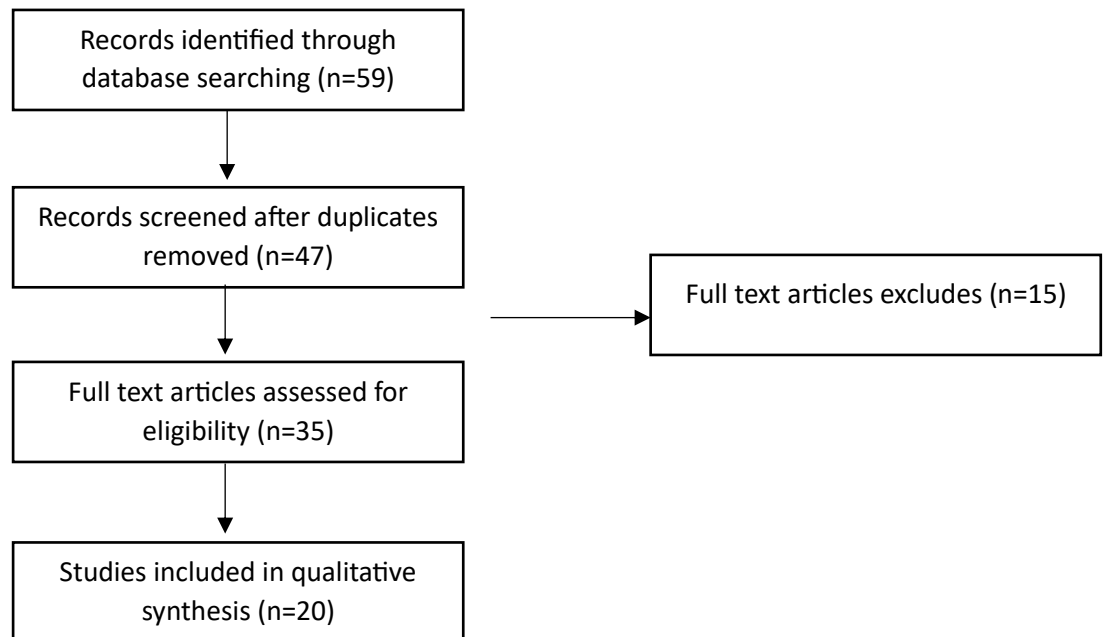 Records identified through
database searching (n=59)
Records screened after duplicates
removed (n=47)
Full text articles excludes (n=15)
Full text articles assessed for
eligibility (n=35)
Studies included in qualitative
synthesis (n=20)